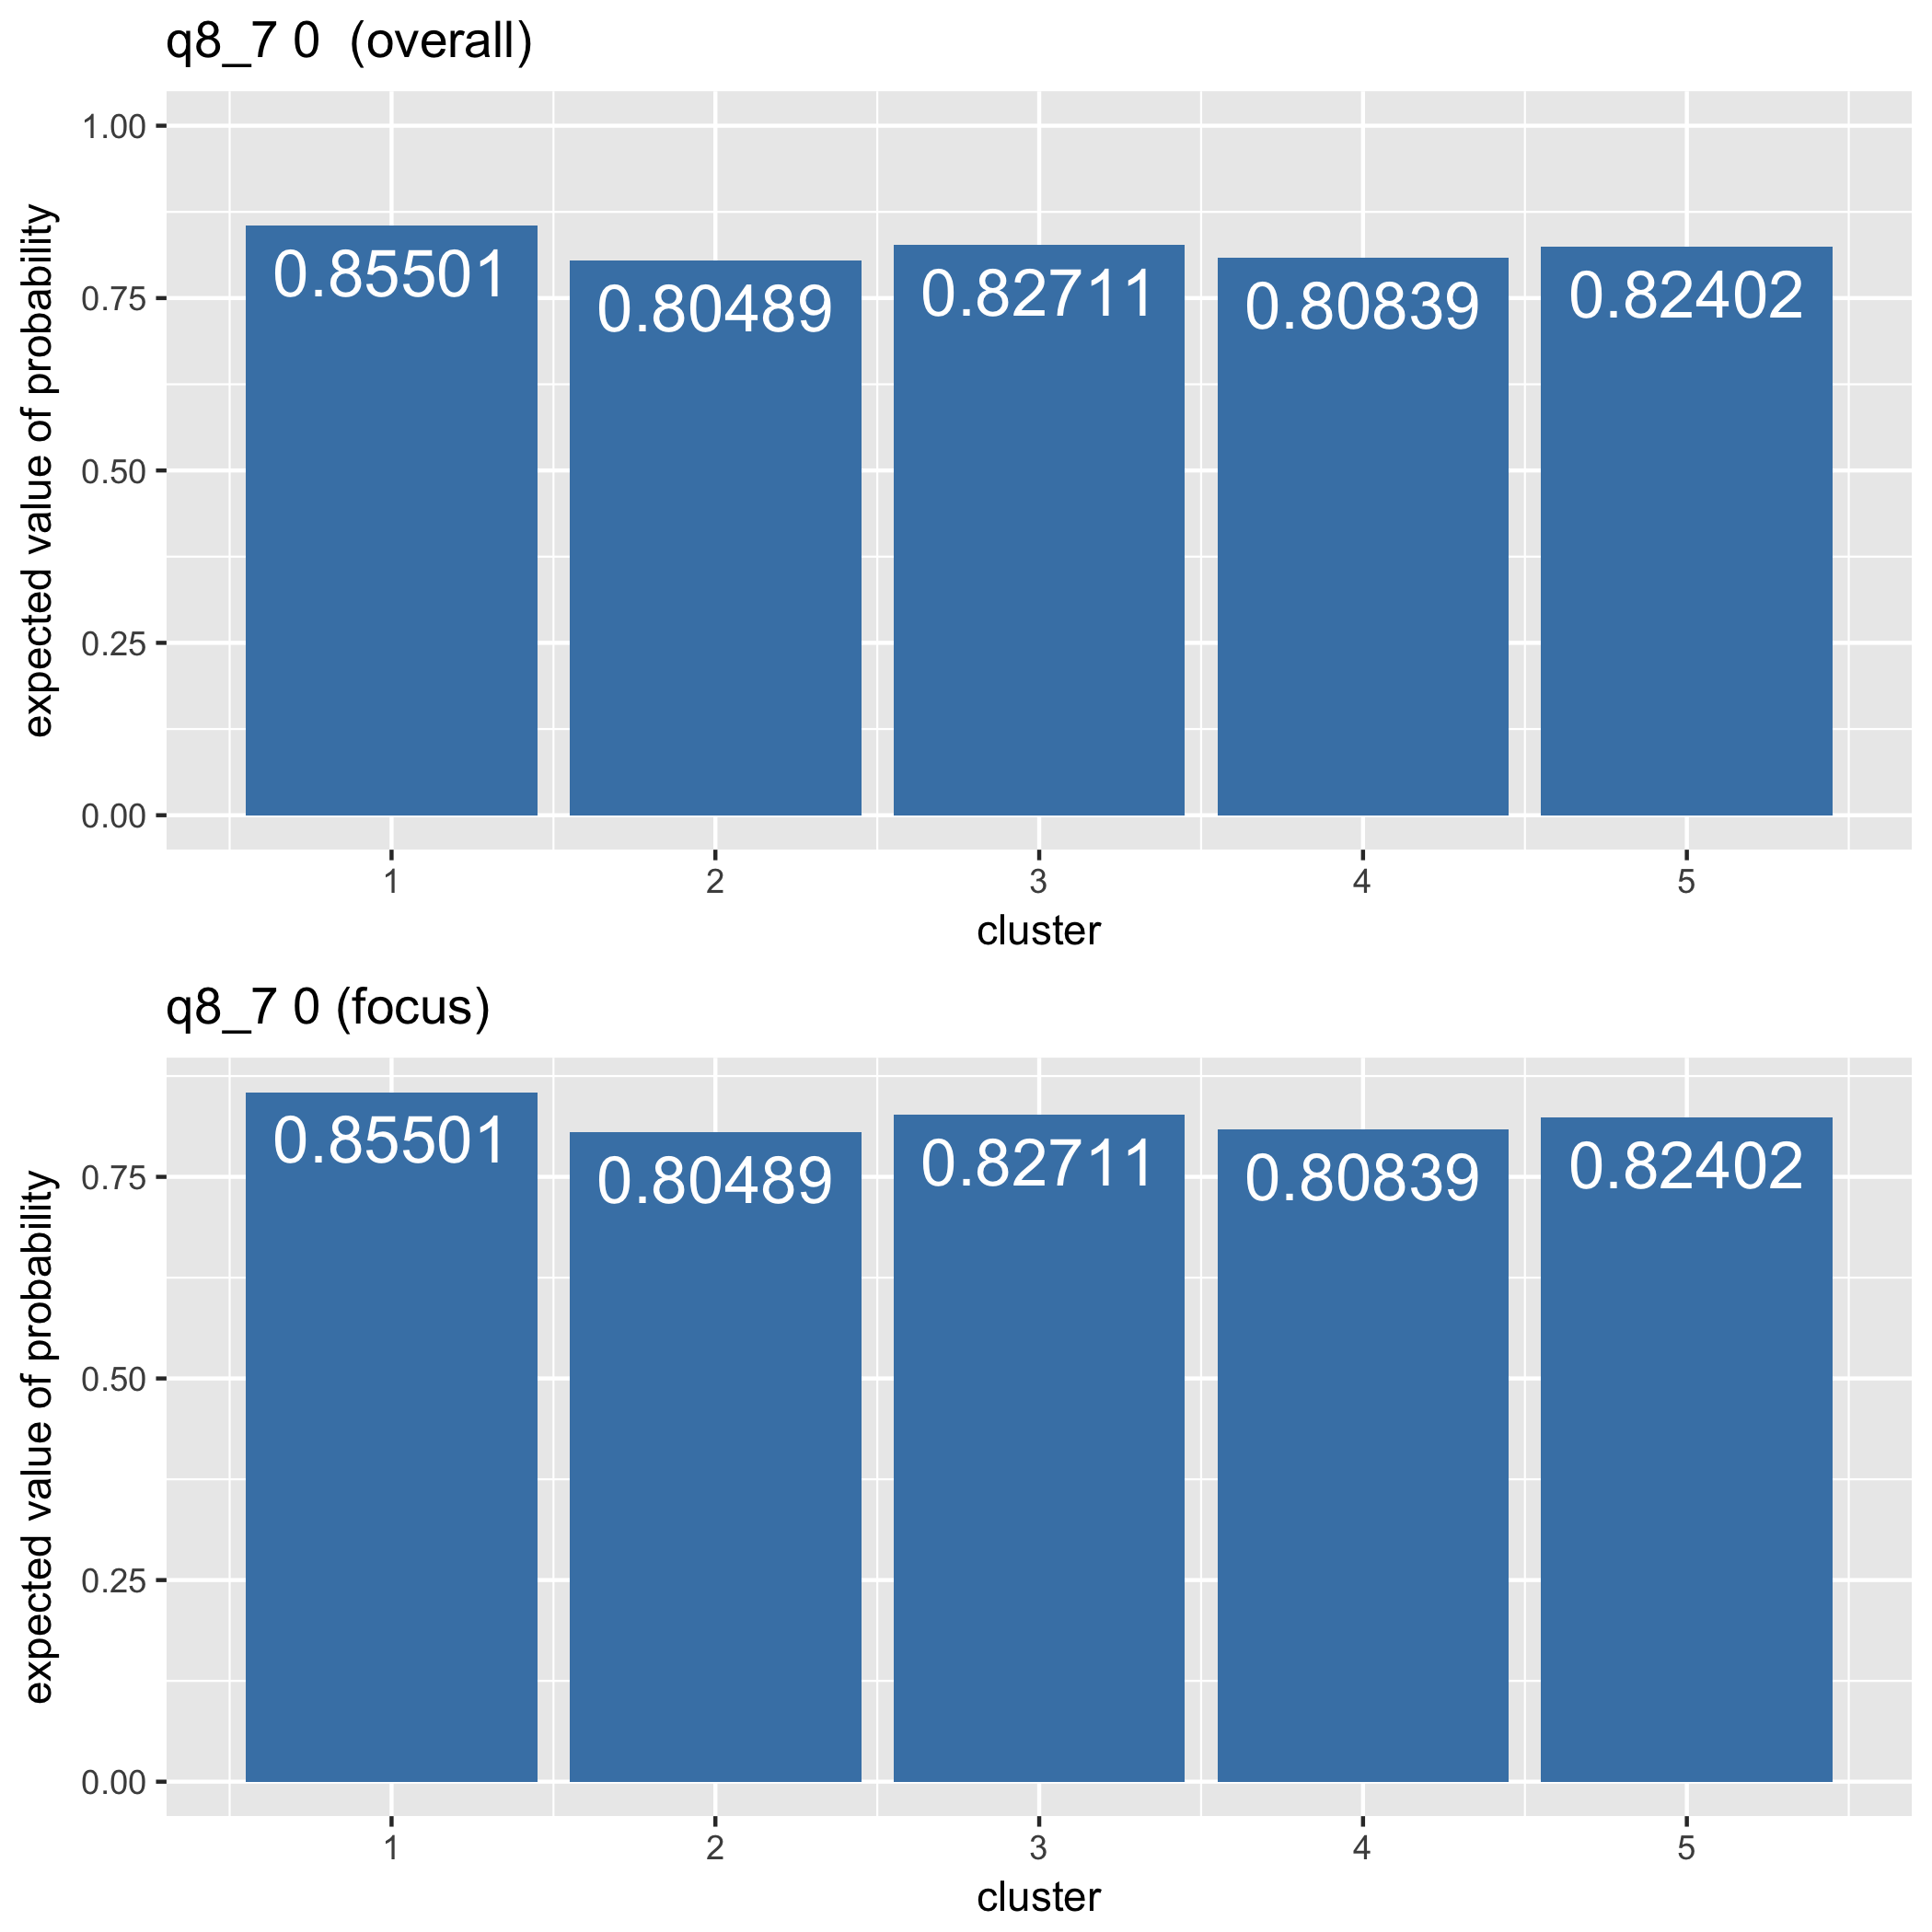 q8_7 0  (overall)
expected value of probability
1.00
0.75
0.50
0.25
0.00
0.85501
0.80489
0.82711
0.80839
0.82402
1 2 3 4 5
cluster
q8_7 0 (focus)
expected value of probability
0.75
0.50
0.25
0.00
0.85501
0.80489
0.82711
0.80839
0.82402
1 2 3 4 5
cluster